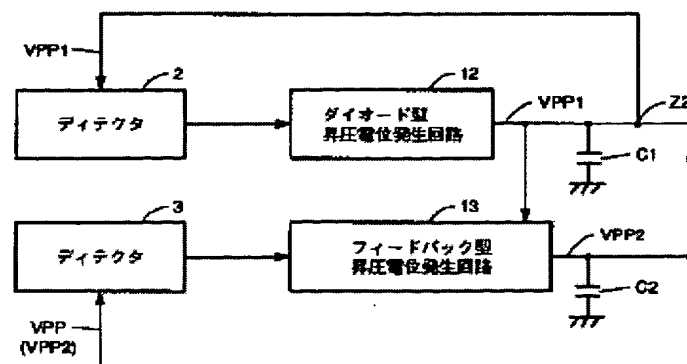 VPP1
2
ディテクタ
12
ダイオード型
昇圧電位発生回路
VPP1
Z2
C1
3
ディテクタ
13
フィードバック型
昇圧電位発生回路
VPP2
C2
VPP
(VPP2)